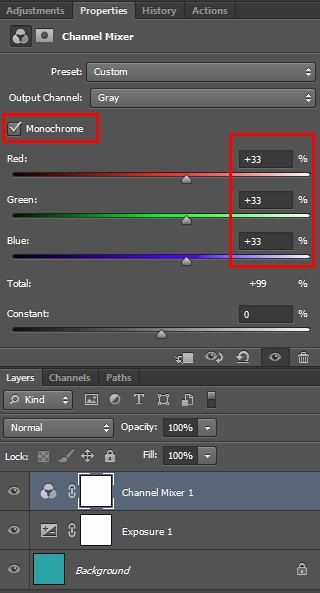 Adjustments Properties History Actions
Channel Mixer
Preset: Custom
Output Channel: Gray
Monochrome
Red: +33 %
Green: +33 %
Blue: +33 %
Total: +99 %
Constant: 0 %
Layers Channels Paths
Kind T
Normal Opacity: 100%
Lock: Fill: 100%
Channel Mixer 1
Exposure 1
Background